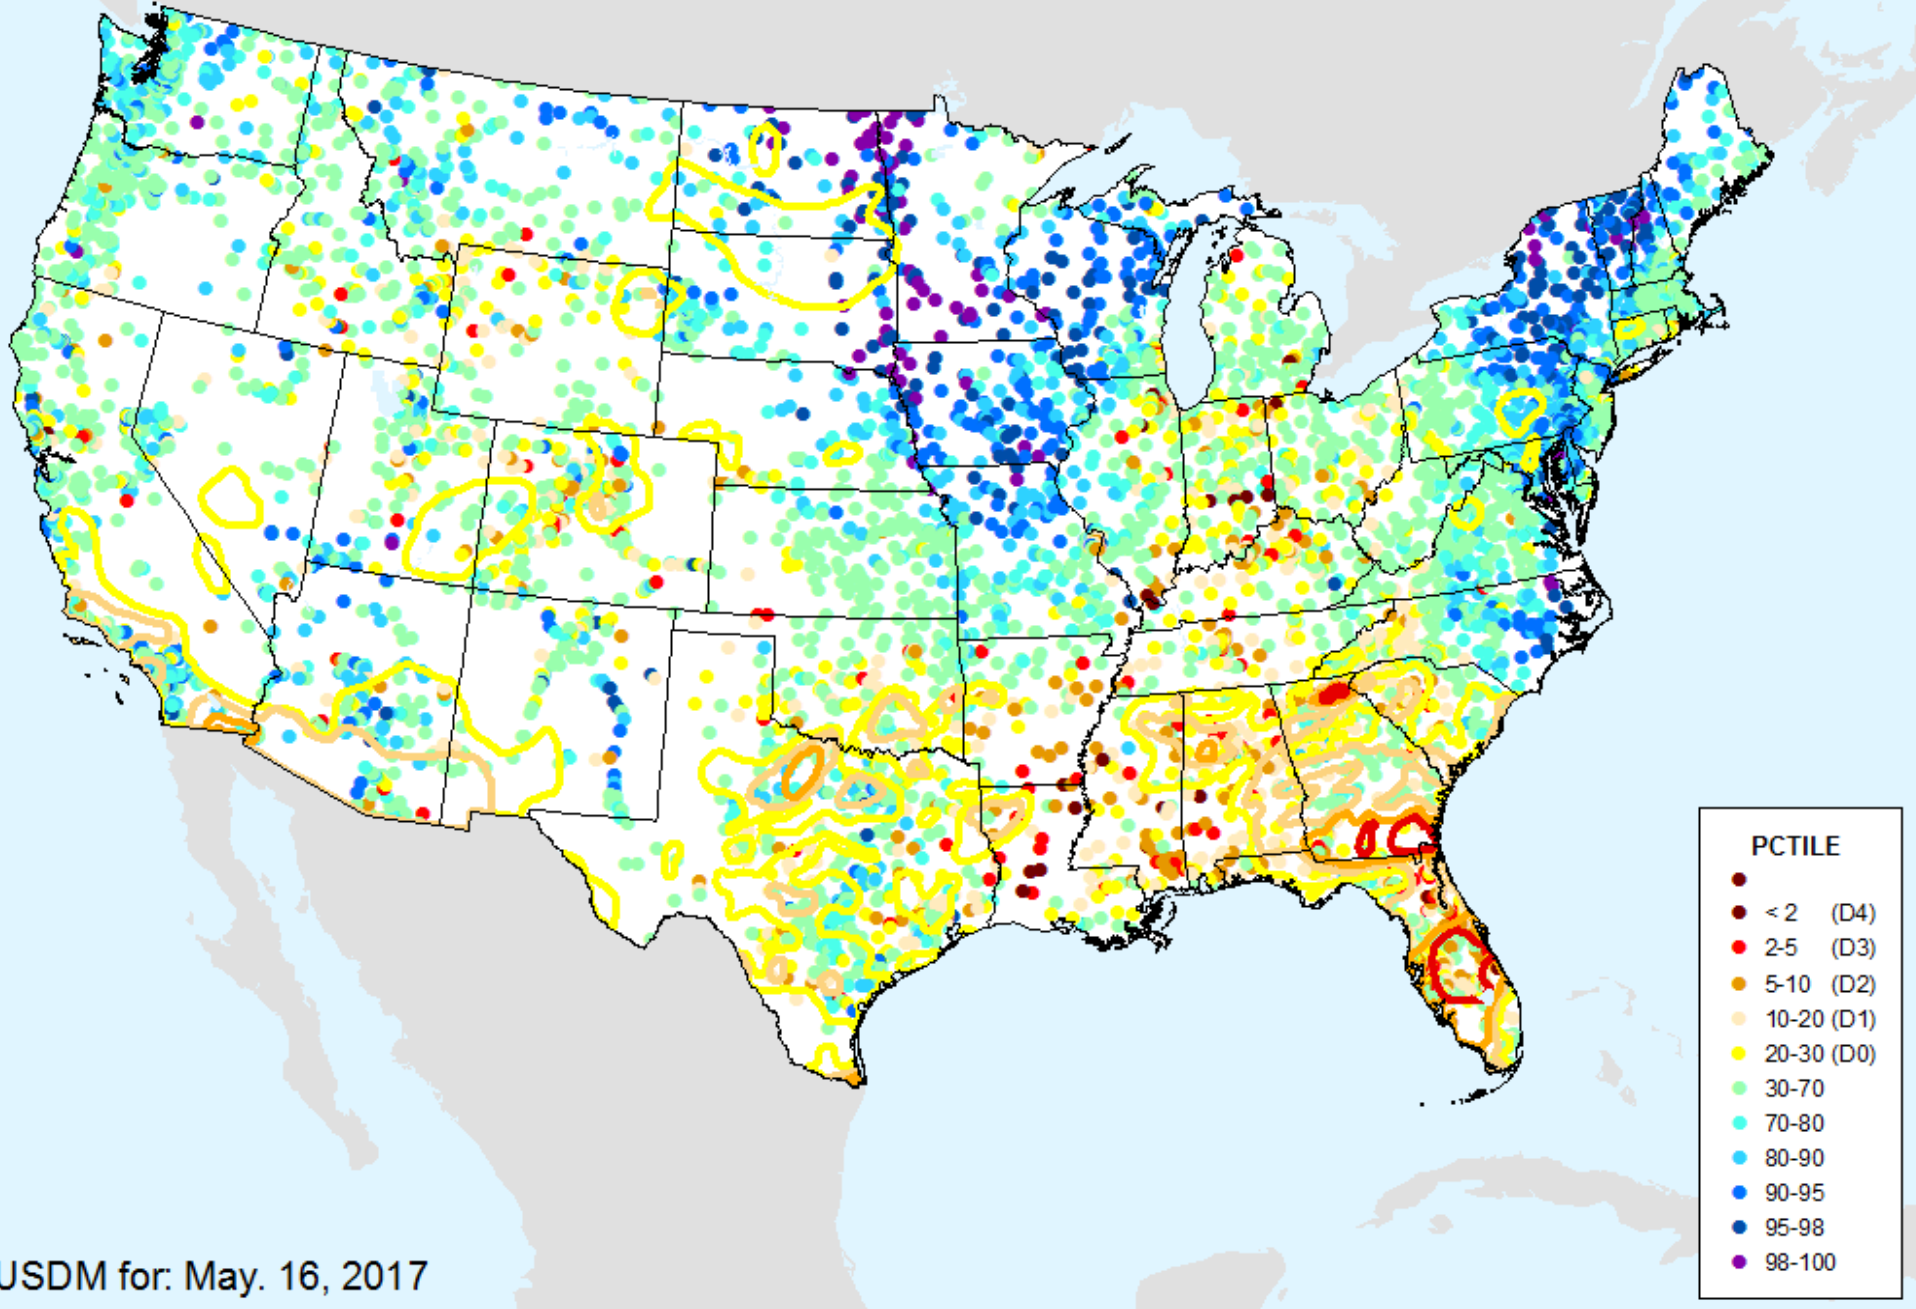 PCTILE
< 2 (D4)
2-5 (D3)
5-10 (D2)
10-20 (D1)
20-30 (D0)
30-70
70-80
80-90
90-95
95-98
98-100
USDM for: May. 16, 2017